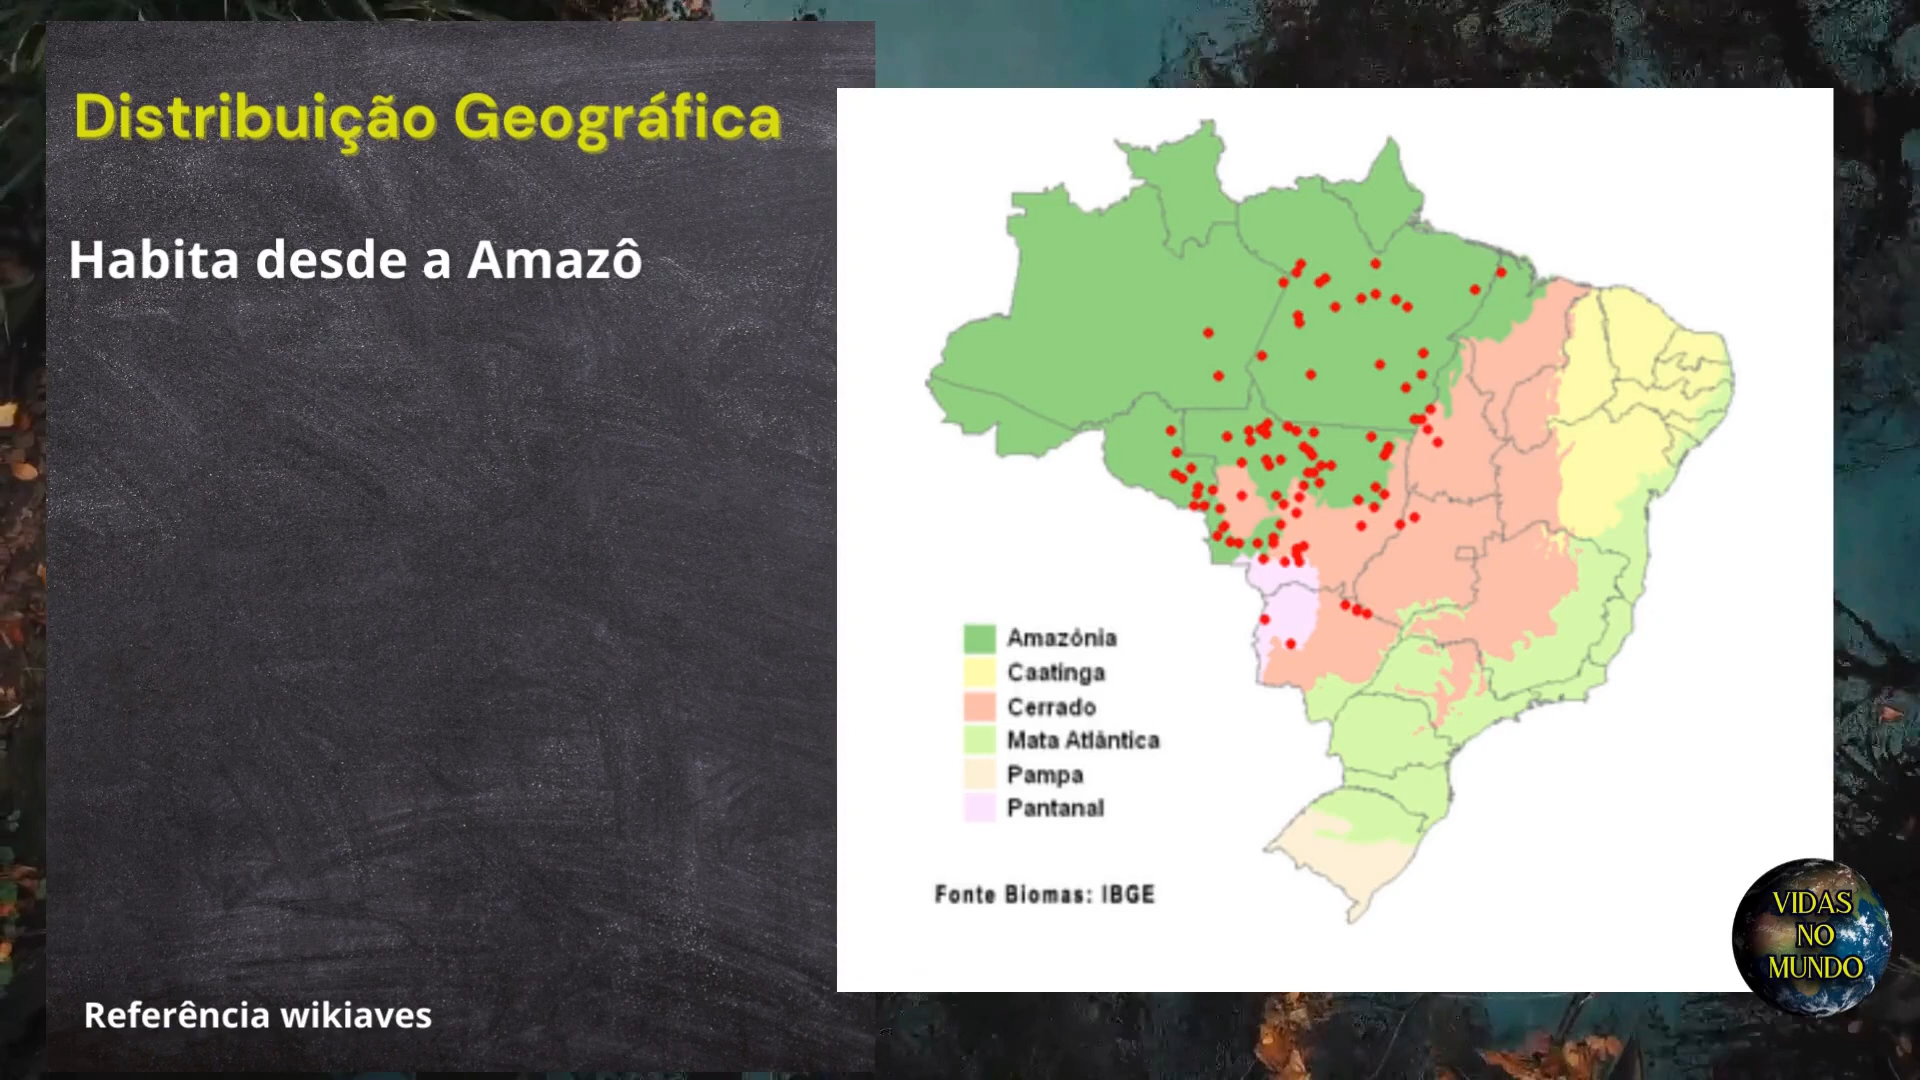 Distribuição Geográfica
Habita desde a Amazô
Amazônia
Caatinga
Cerrado
Mata Atlântica
Pampa
Pantanal
Fonte Biomas: IBGE
Referência wikiaves
VIDAS
NO
MUNDO